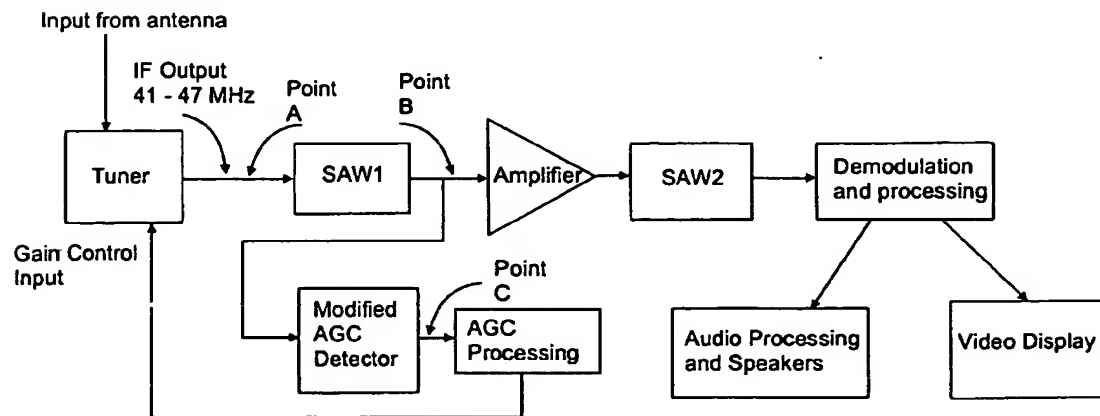 Input from antenna
IF Output
41 - 47 MHz
Point
A
Point
B
Tuner
SAW1
Amplifier
SAW2
Demodulation
and processing
Gain Control
Input
Modified
AGC
Detector
Point
C
AGC
Processing
Audio Processing
and Speakers
Video Display